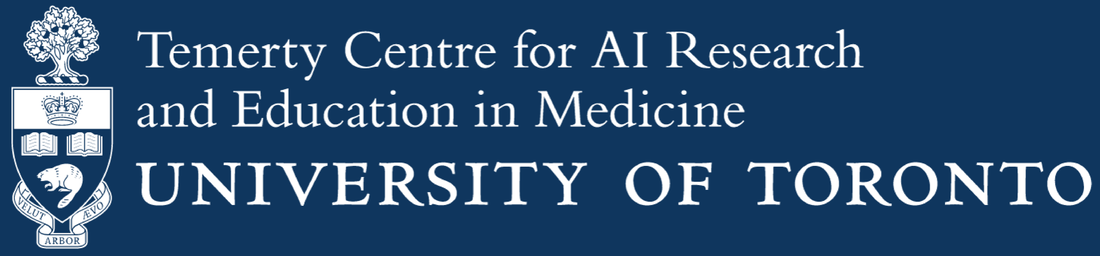 Temerty Centre for AI Research
and Education in Medicine
UNIVERSITY OF TORONTO
VELUT
ARBOR
ÆVO